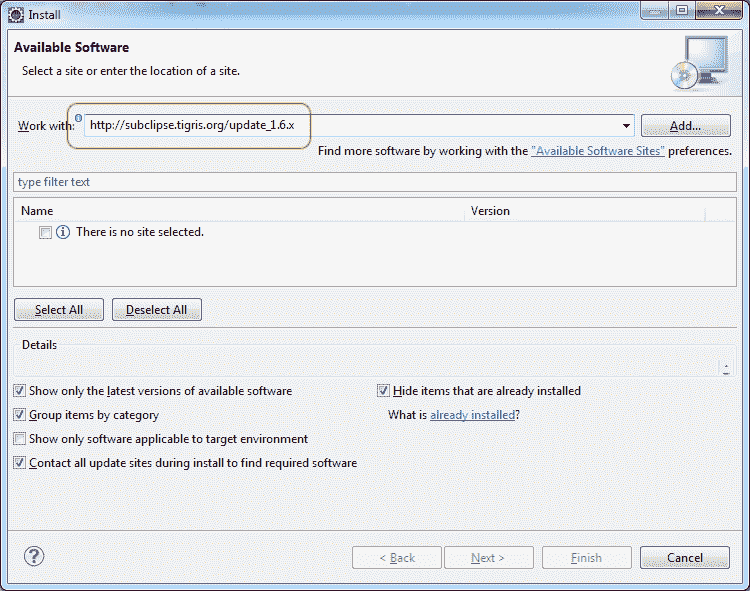 Install
Available Software
Select a site or enter the location of a site.
Work with: http://subclipse.tigris.org/update_1.6.x Add...
Find more software by working with the "Available Software Sites" preferences.
type filter text
Name Version
There is no site selected.
Select All Deselect All
Details
Show only the latest versions of available software Hide items that are already installed
Group items by category What is already installed?
Show only software applicable to target environment
Contact all update sites during install to find required software
? < Back Next > Finish Cancel